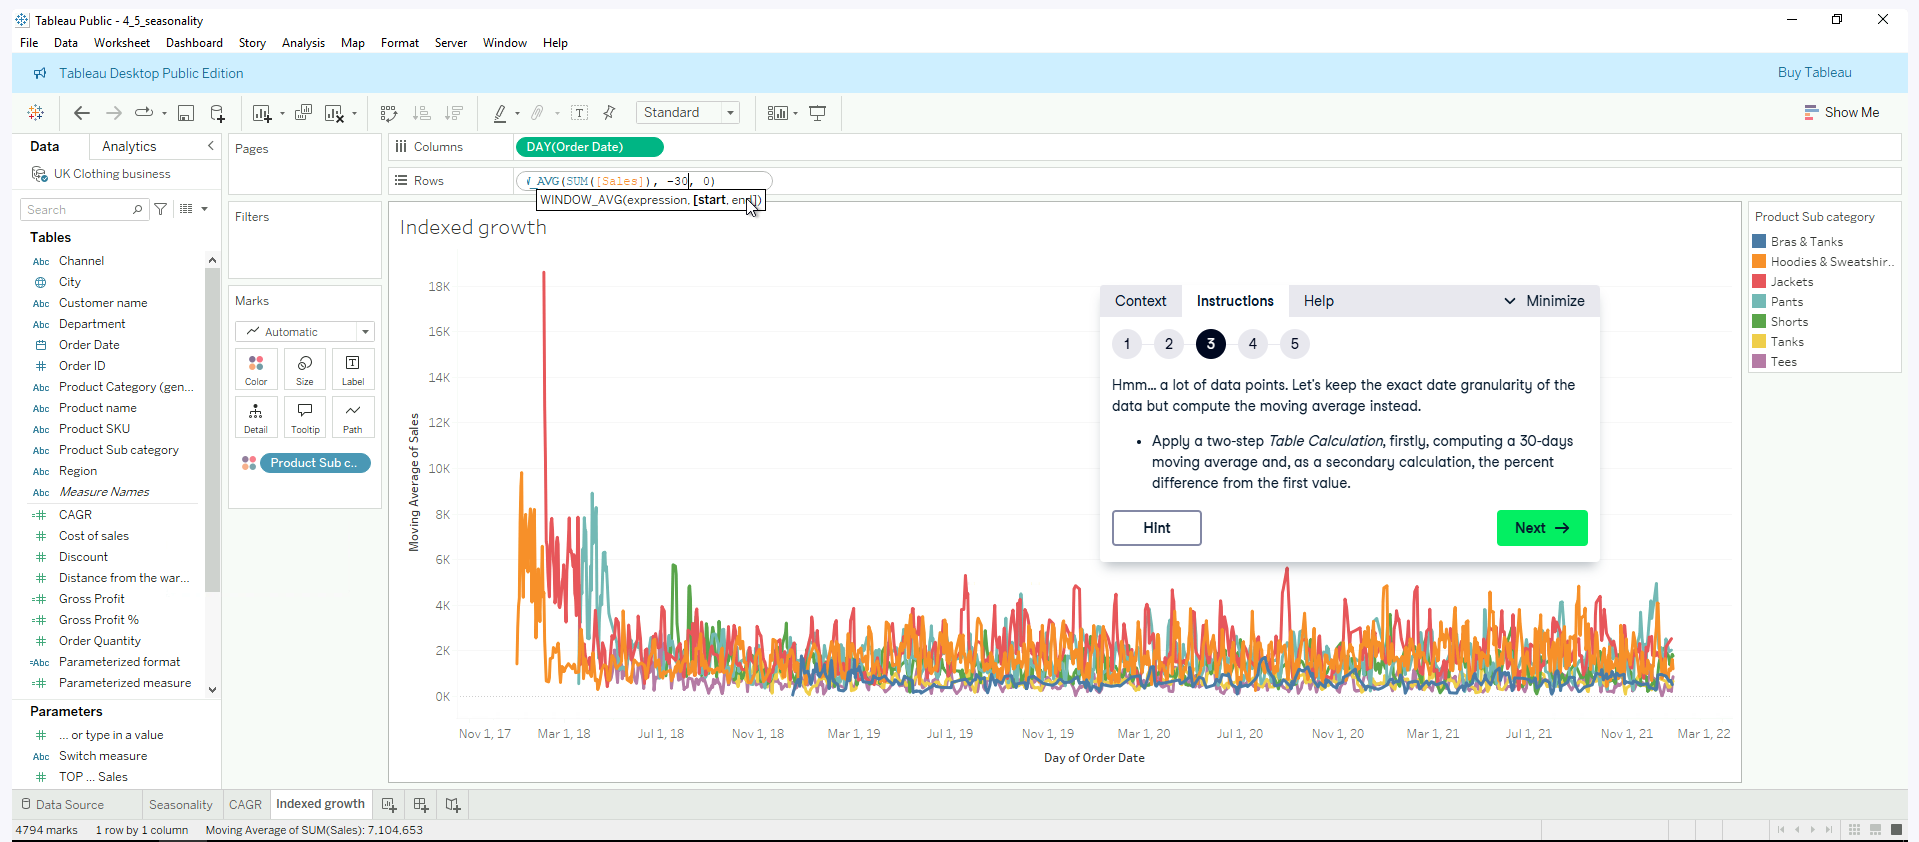 Tableau Public - 4_5_seasonality
File Data Worksheet Dashboard Story Analysis Map Format Server Window Help
Tableau Desktop Public Edition
Buy Tableau
Standard
Show Me
Data
Analytics
UK Clothing business
Search
Tables
Abc Channel
City
Abc Customer name
Abc Department
Order Date
# Order ID
Abc Product Category (gen...
Abc Product name
Abc Product SKU
Abc Product Sub category
Abc Region
Abc Measure Names
=# CAGR
# Cost of sales
# Discount
# Distance from the war...
=# Gross Profit
=# Gross Profit %
# Order Quantity
=Abc Parameterized format
=# Parameterized measure
Parameters
# ... or type in a value
Abc Switch measure
# TOP ... Sales
Pages
Filters
Marks
Automatic
Color
Size
Label
Detail
Tooltip
Path
Product Sub c..
Columns
DAY(Order Date)
Rows
_AVG(SUM([Sales]), -30, 0)
WINDOW_AVG(expression, [start, end])
Indexed growth
Moving Average of Sales
18K
16K
14K
12K
10K
8K
6K
4K
2K
0K
Nov 1, 17
Mar 1, 18
Jul 1, 18
Nov 1, 18
Mar 1, 19
Jul 1, 19
Nov 1, 19
Mar 1, 20
Jul 1, 20
Nov 1, 20
Mar 1, 21
Jul 1, 21
Nov 1, 21
Mar 1, 22
Day of Order Date
Context
Instructions
Help
Minimize
1
2
3
4
5
Hmm... a lot of data points. Let's keep the exact date granularity of the
data but compute the moving average instead.
• Apply a two-step Table Calculation, firstly, computing a 30-days
moving average and, as a secondary calculation, the percent
difference from the first value.
Hint
Next
Product Sub category
Bras & Tanks
Hoodies & Sweatshir..
Jackets
Pants
Shorts
Tanks
Tees
Data Source
Seasonality
CAGR
Indexed growth
4794 marks
1 row by 1 column
Moving Average of SUM(Sales): 7,104,653